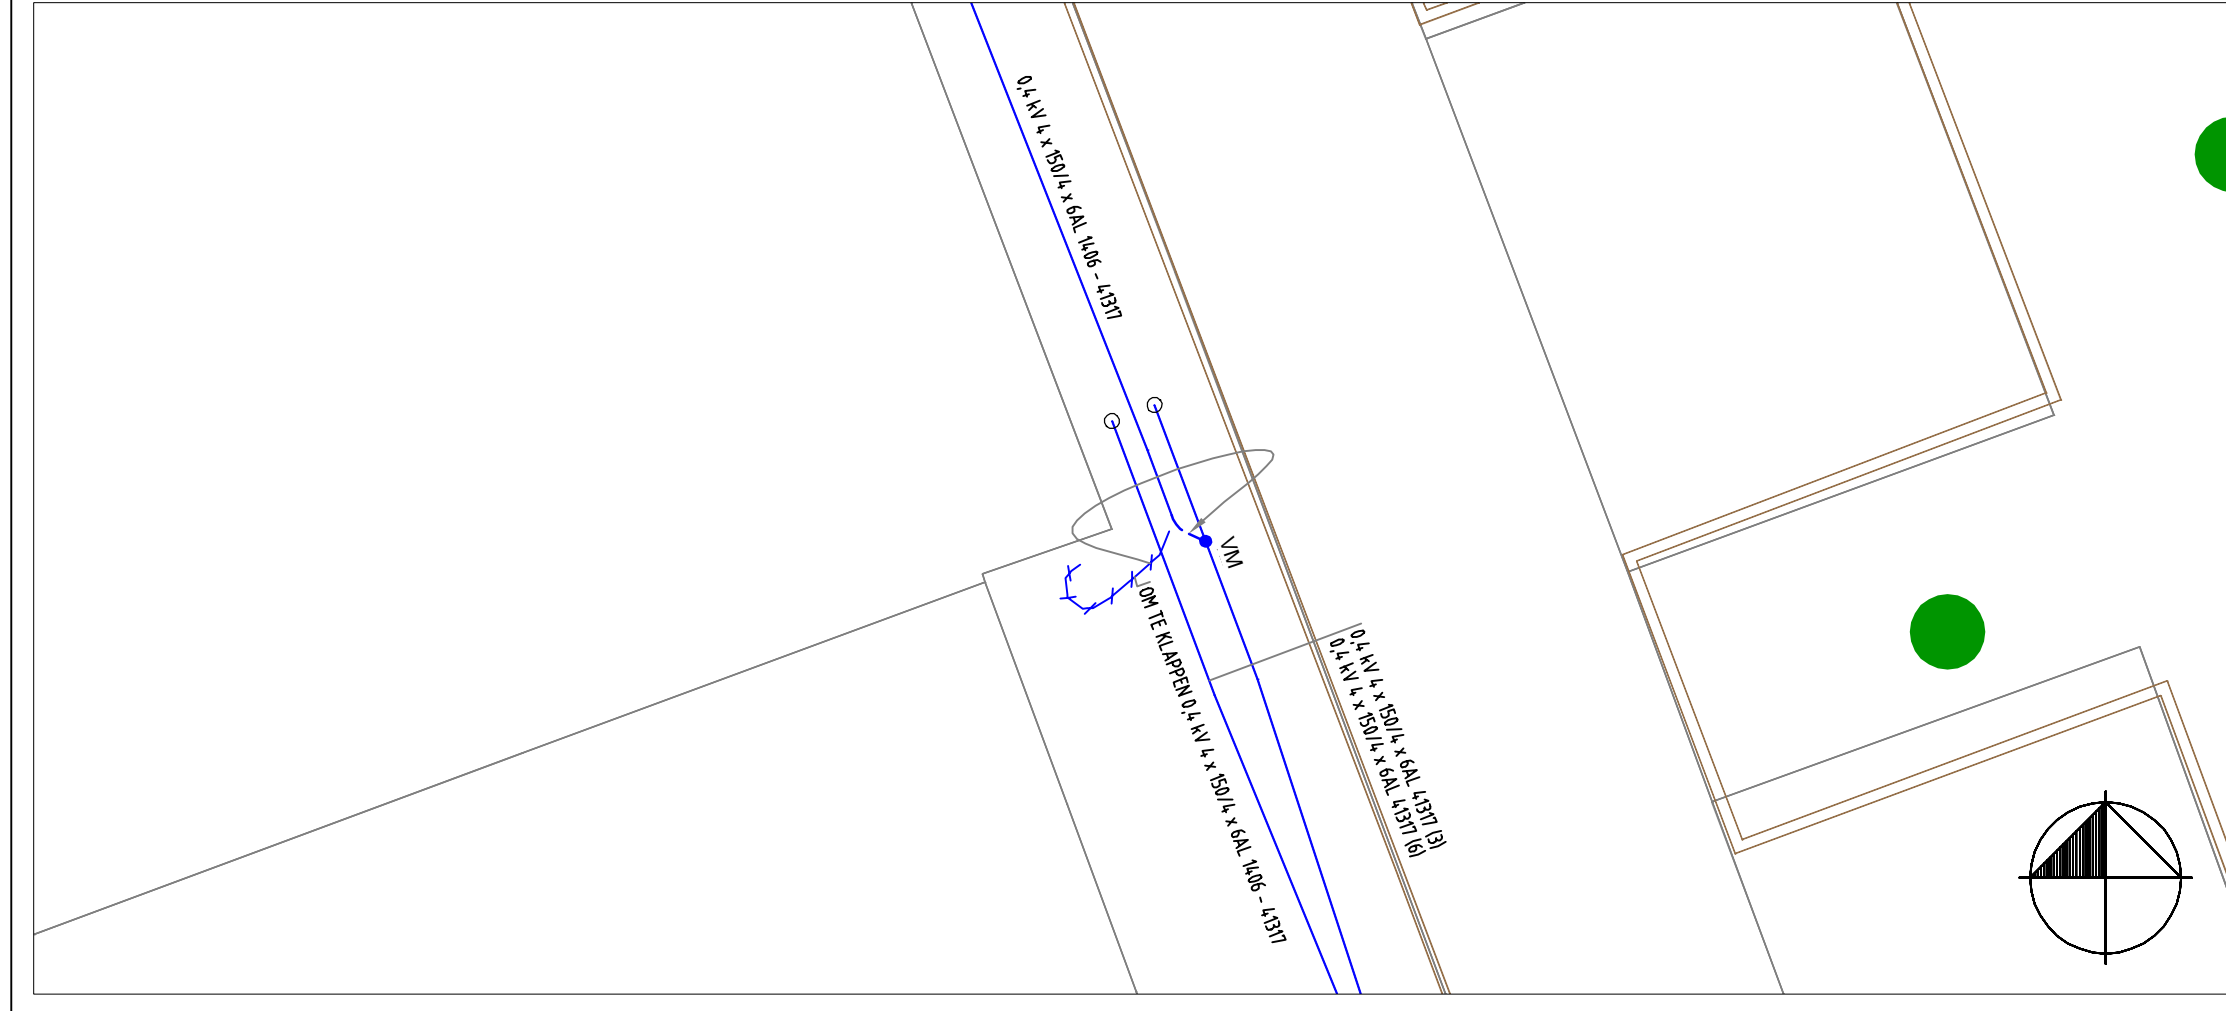 0,4 kV 4 x 150/4 x 6AL 1406 - 41317
VM
OM TE KLAPPEN 0,4 kV 4 x 150/4 x 6AL 1406 - 41317
0,4 kV 4 x 150/4 x 6AL 41317 (3)
0,4 kV 4 x 150/4 x 6AL 41317 (6)